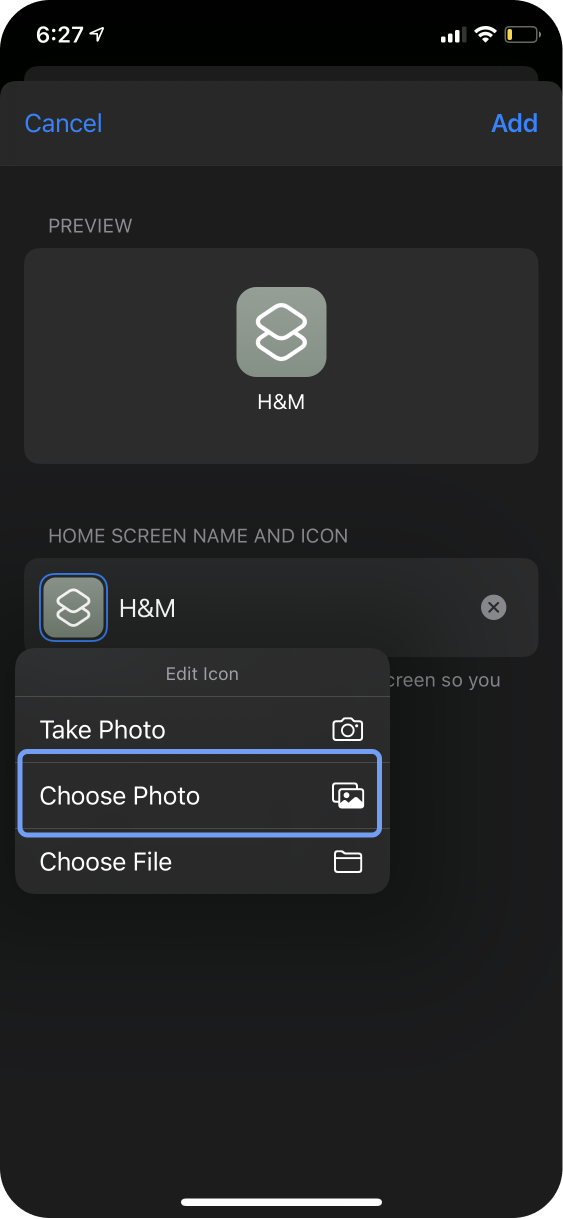 6:27
Cancel
Add
PREVIEW
H&M
HOME SCREEN NAME AND ICON
H&M
Edit Icon
so you
Take Photo
Choose Photo
Choose File